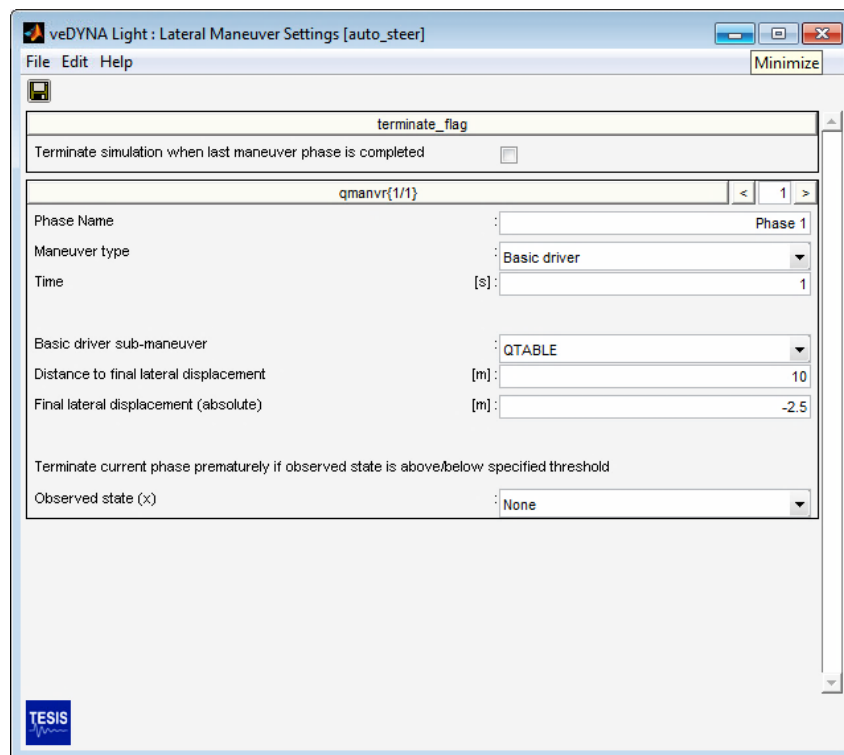 veDYNA Light : Lateral Maneuver Settings [auto_steer]
File Edit Help
Minimize
terminate_flag
Terminate simulation when last maneuver phase is completed
qmanvr{1/1} < 1 >
Phase Name : Phase 1
Maneuver type : Basic driver
Time [s] : 1
Basic driver sub-maneuver : QTABLE
Distance to final lateral displacement [m] : 10
Final lateral displacement (absolute) [m] : -2.5
Terminate current phase prematurely if observed state is above/below specified threshold
Observed state (x) : None
TESIS